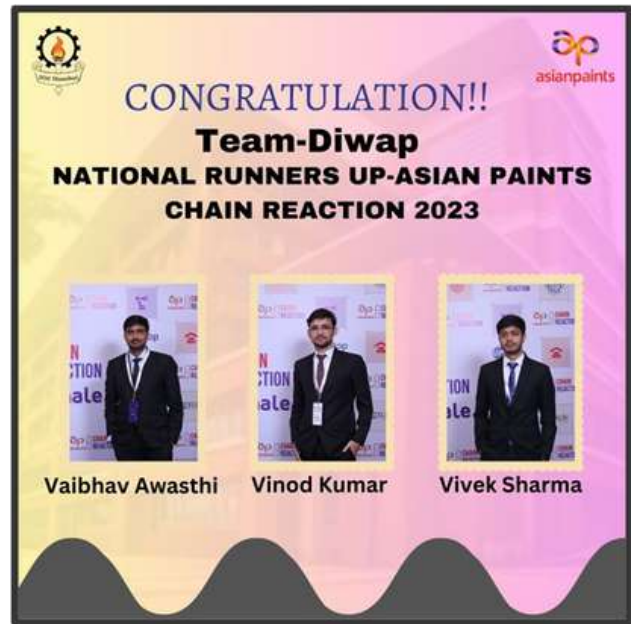 asianpaints
CONGRATULATION!!
Team-Diwap
NATIONAL RUNNERS UP-ASIAN PAINTS
CHAIN REACTION 2023
Vaibhav Awasthi
Vinod Kumar
Vivek Sharma